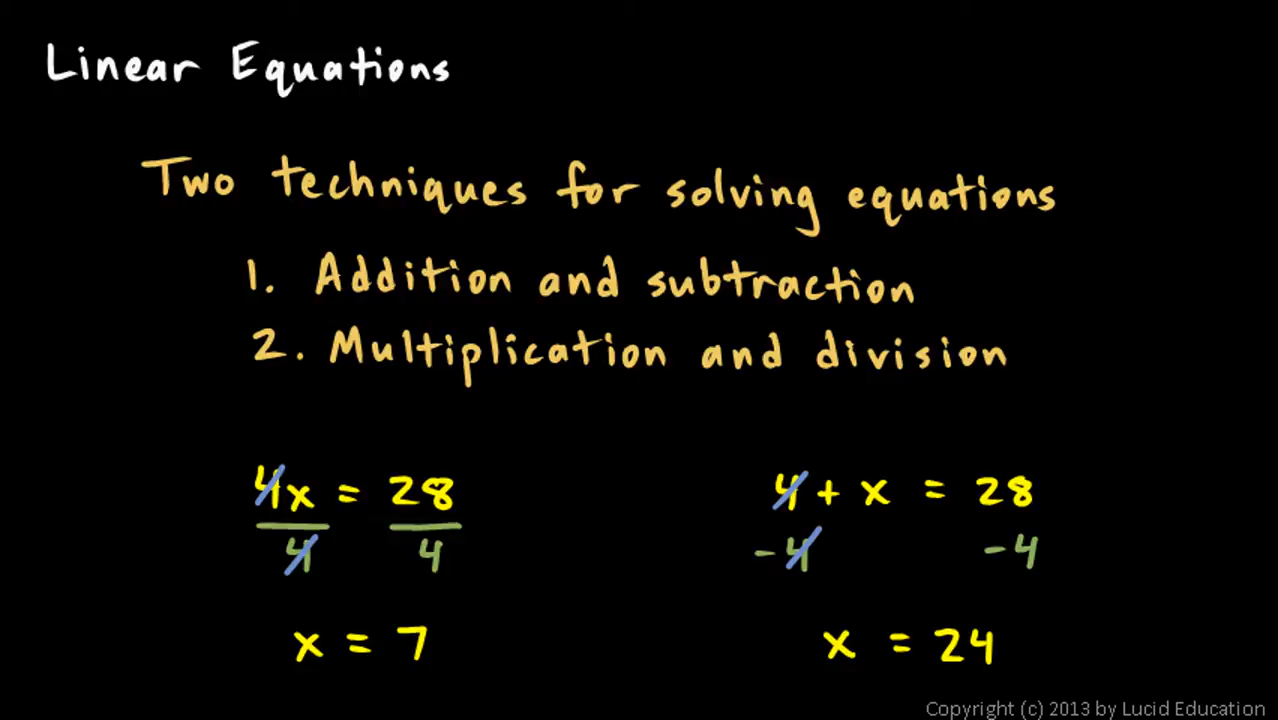 Linear Equations
Two techniques for solving equations
1. Addition and subtraction
2. Multiplication and division
4x = 28
4 4
x = 7
4 + x = 28
-4 -4
x = 24
Copyright (c) 2013 by Lucid Education